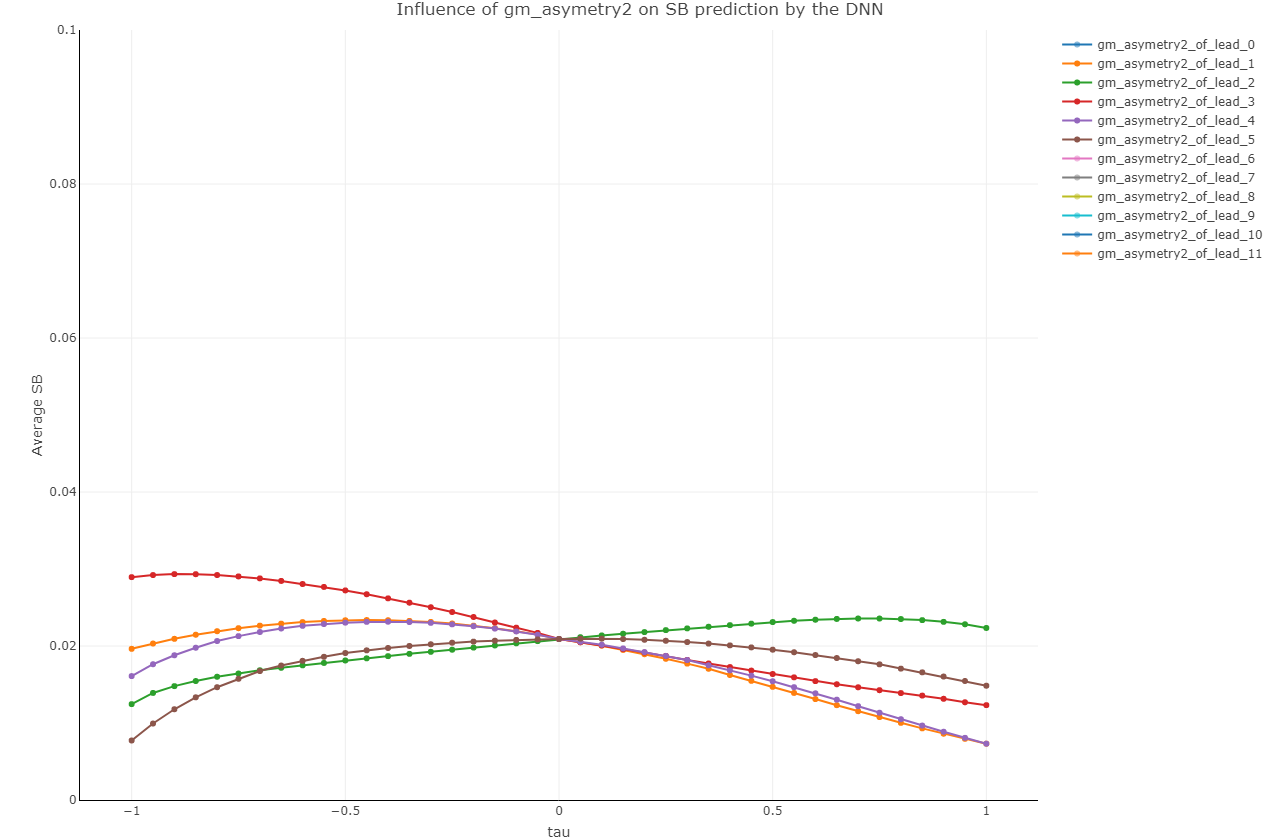 Influence of gm_asymetry2 on SB prediction by the DNN
0.1
0.08
0.06
0.04
0.02
0
Average SB
−1
−0.5
0
0.5
1
tau
gm_asymetry2_of_lead_0
gm_asymetry2_of_lead_1
gm_asymetry2_of_lead_2
gm_asymetry2_of_lead_3
gm_asymetry2_of_lead_4
gm_asymetry2_of_lead_5
gm_asymetry2_of_lead_6
gm_asymetry2_of_lead_7
gm_asymetry2_of_lead_8
gm_asymetry2_of_lead_9
gm_asymetry2_of_lead_10
gm_asymetry2_of_lead_11